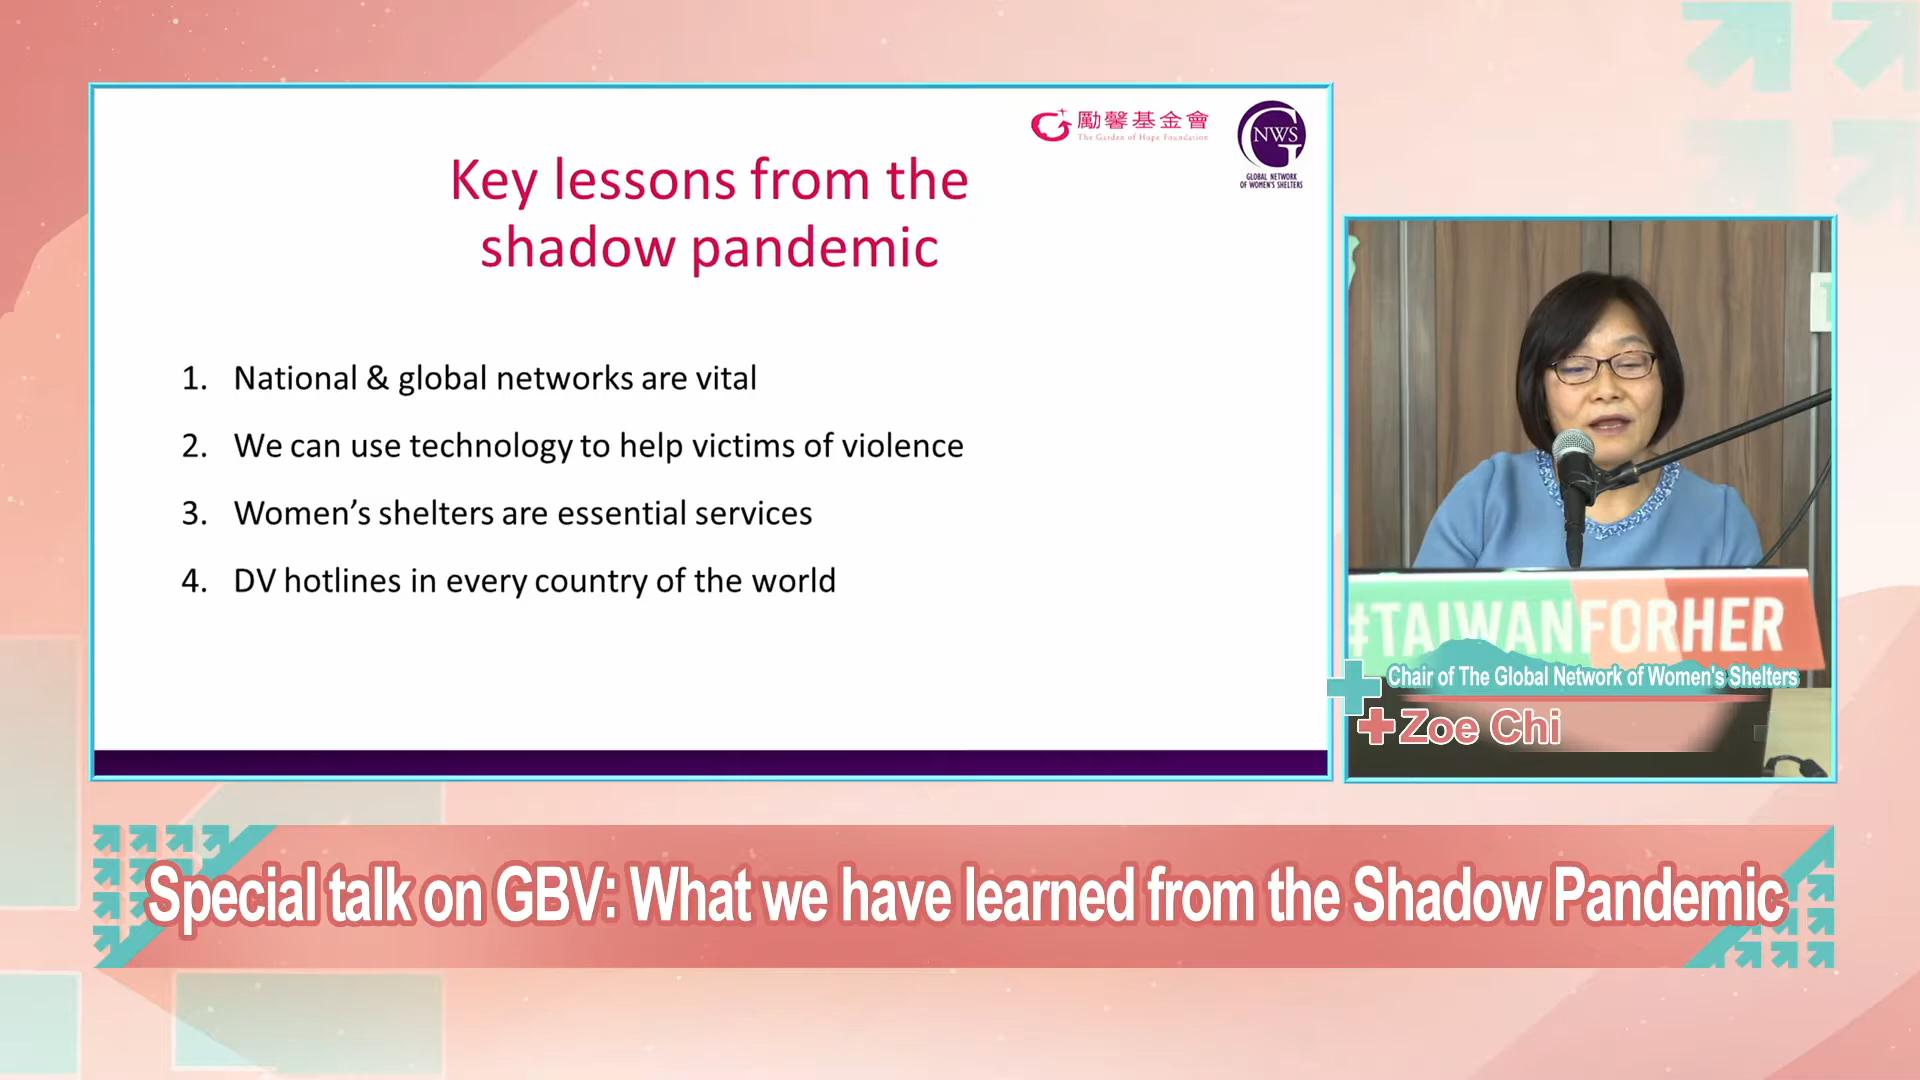 勵馨基金會
The Garden of Hope Foundation
NWS
GLOBAL NETWORK
OF WOMEN'S SHELTERS
Key lessons from the
shadow pandemic
1. National & global networks are vital
2. We can use technology to help victims of violence
3. Women’s shelters are essential services
4. DV hotlines in every country of the world
#TAIWANFORHER
Chair of The Global Network of Women's Shelters
Zoe Chi
Special talk on GBV: What we have learned from the Shadow Pandemic